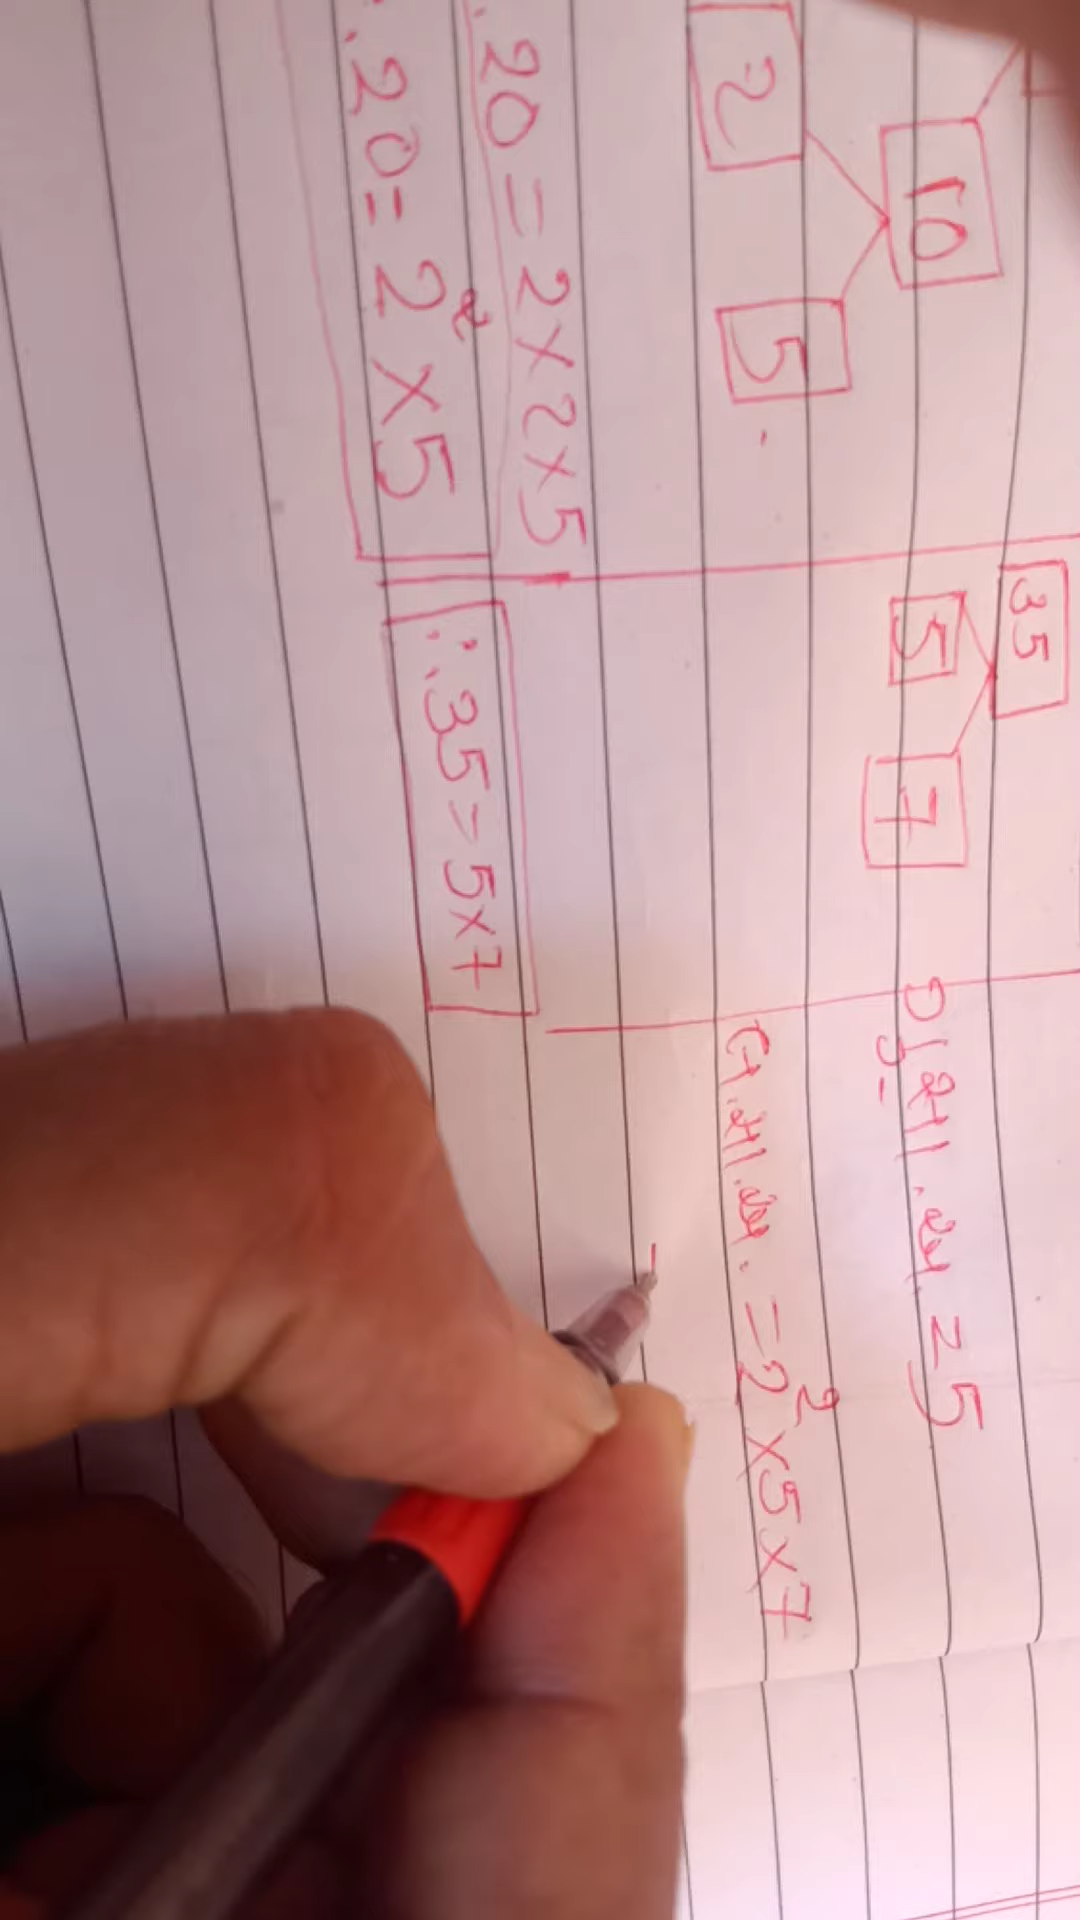 10
2
5
.20 = 2×2×5
∴20= 2² ×5
35
5
7
∴35=5×7
ગુ.સા.અ. = 5
લ.સા.અ. = 2² ×5×7